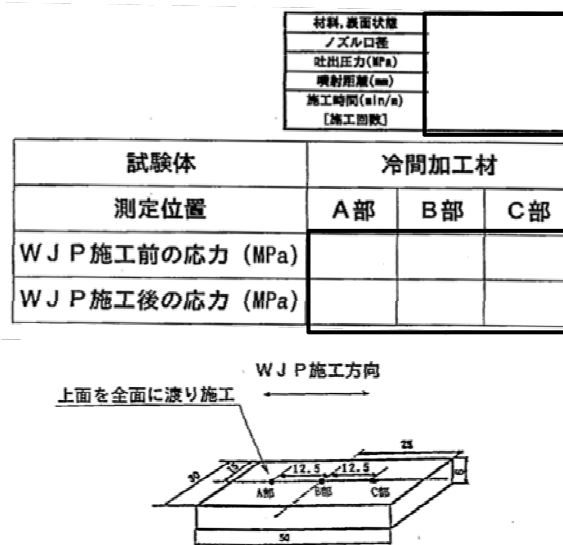 材料,表面状態
ノズル口径
吐出圧力(MPa)
噴射距離(mm)
施工時間(min/m)
[施工回数]
試験体 冷間加工材
測定位置 A部 B部 C部
WJP施工前の応力 (MPa)
WJP施工後の応力 (MPa)
WJP施工方向
上面を全面に渡り施工
25
12.5 12.5
30 15 6
A部 B部 C部
50